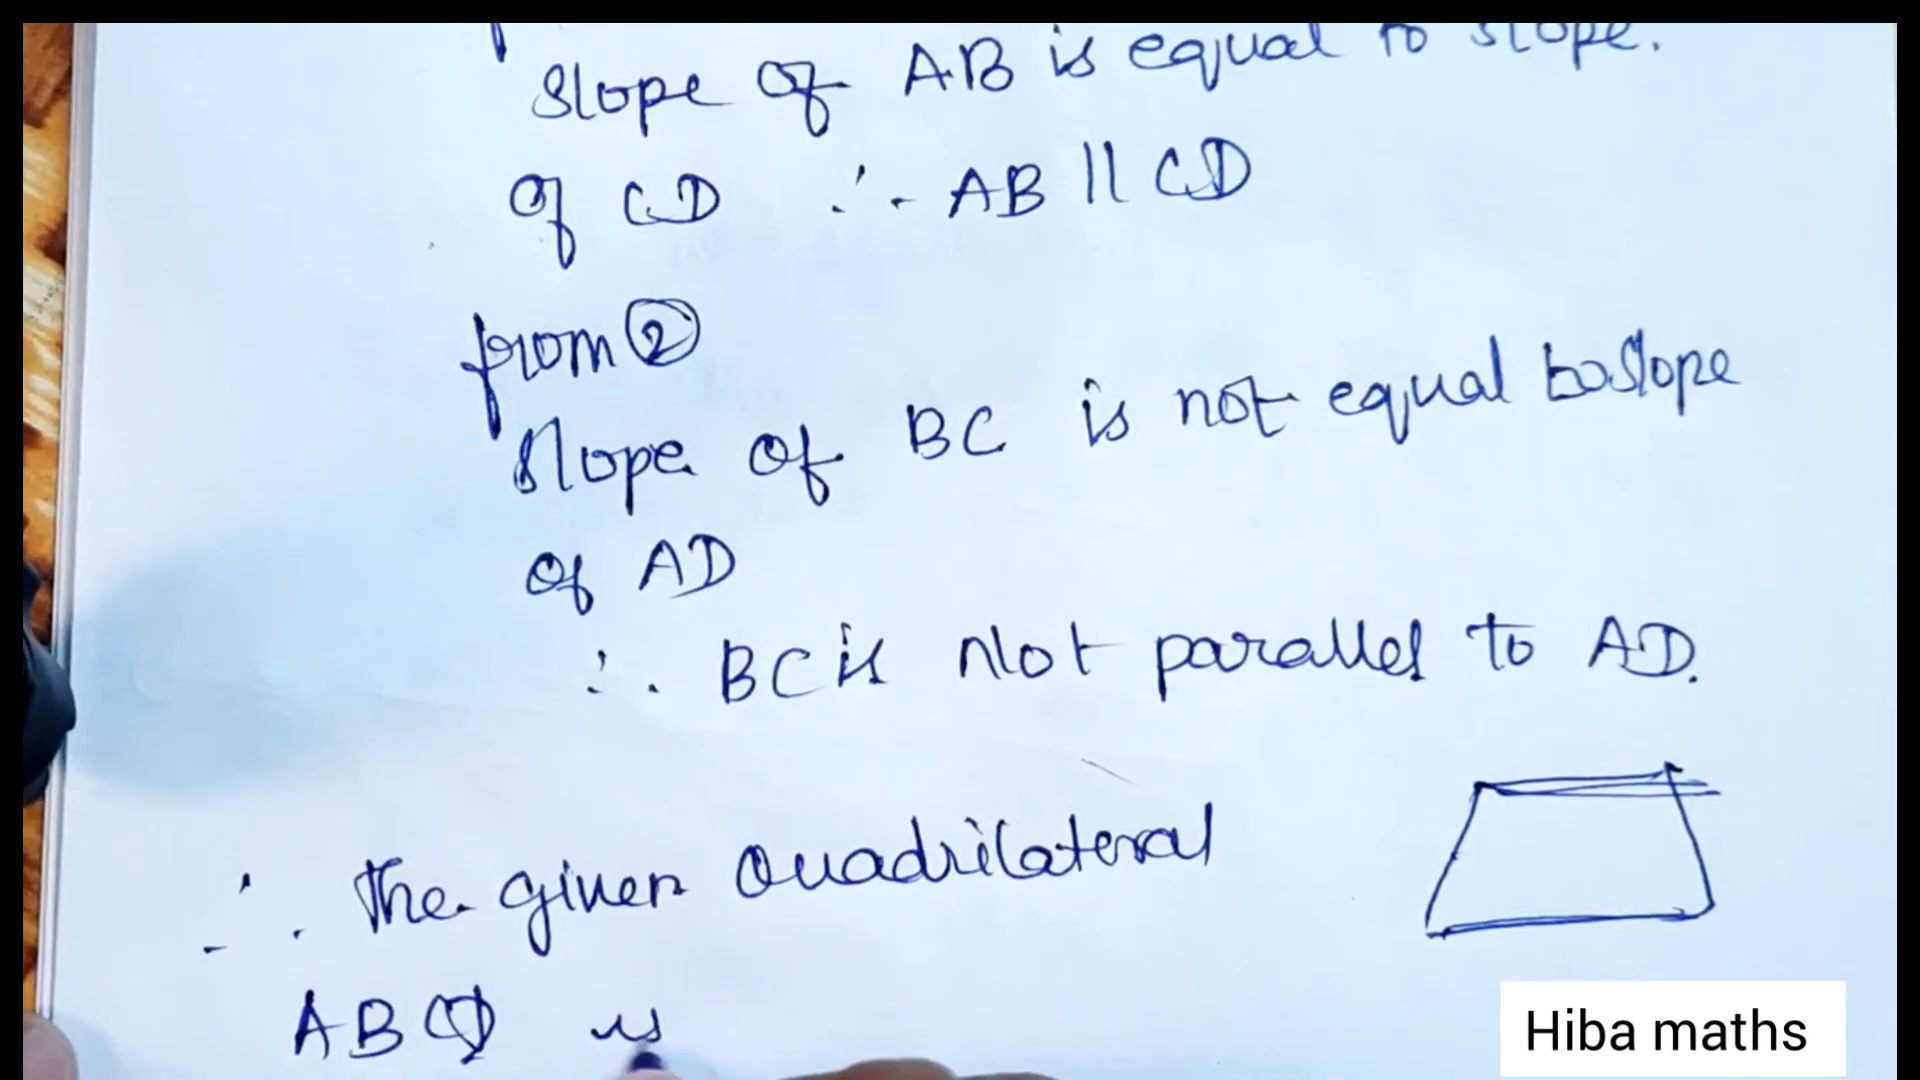 Slope of AB is equal to slope.
of CD ∴ AB || CD
from ②
Slope of BC is not equal to slope
of AD
∴ BC is Not parallel to AD.
∴ The given Quadrilateral
ABCD is
Hiba maths